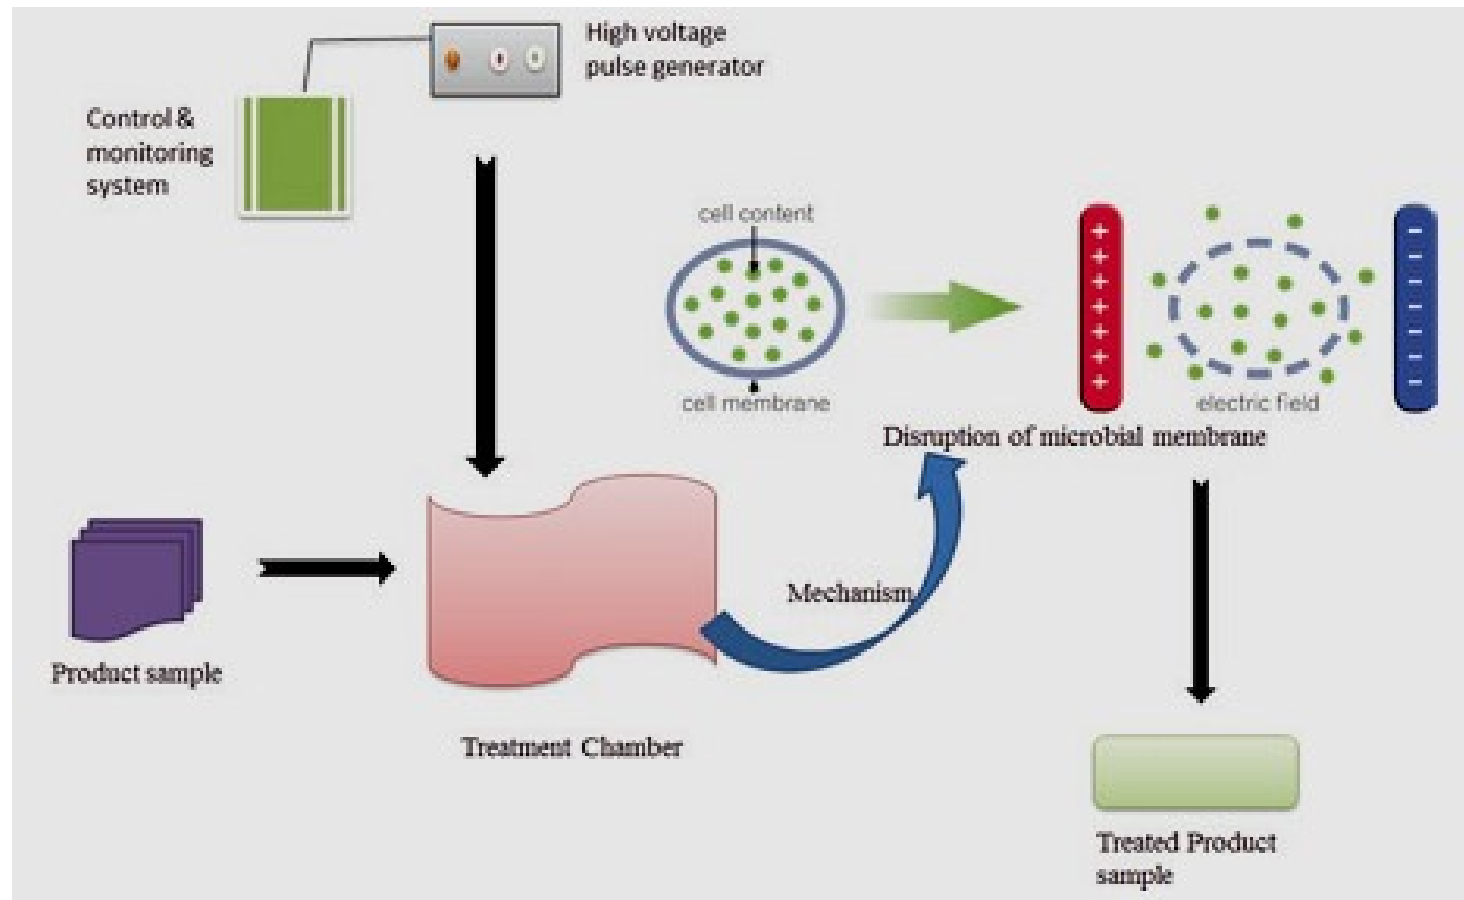 High voltage
pulse generator
Control &
monitoring
system
cell content
+
+
+
+
+
+
+
-
-
-
-
-
-
-
cell membrane
electric field
Disruption of microbial membrane
Mechanism
Product sample
Treatment Chamber
Treated Product
sample